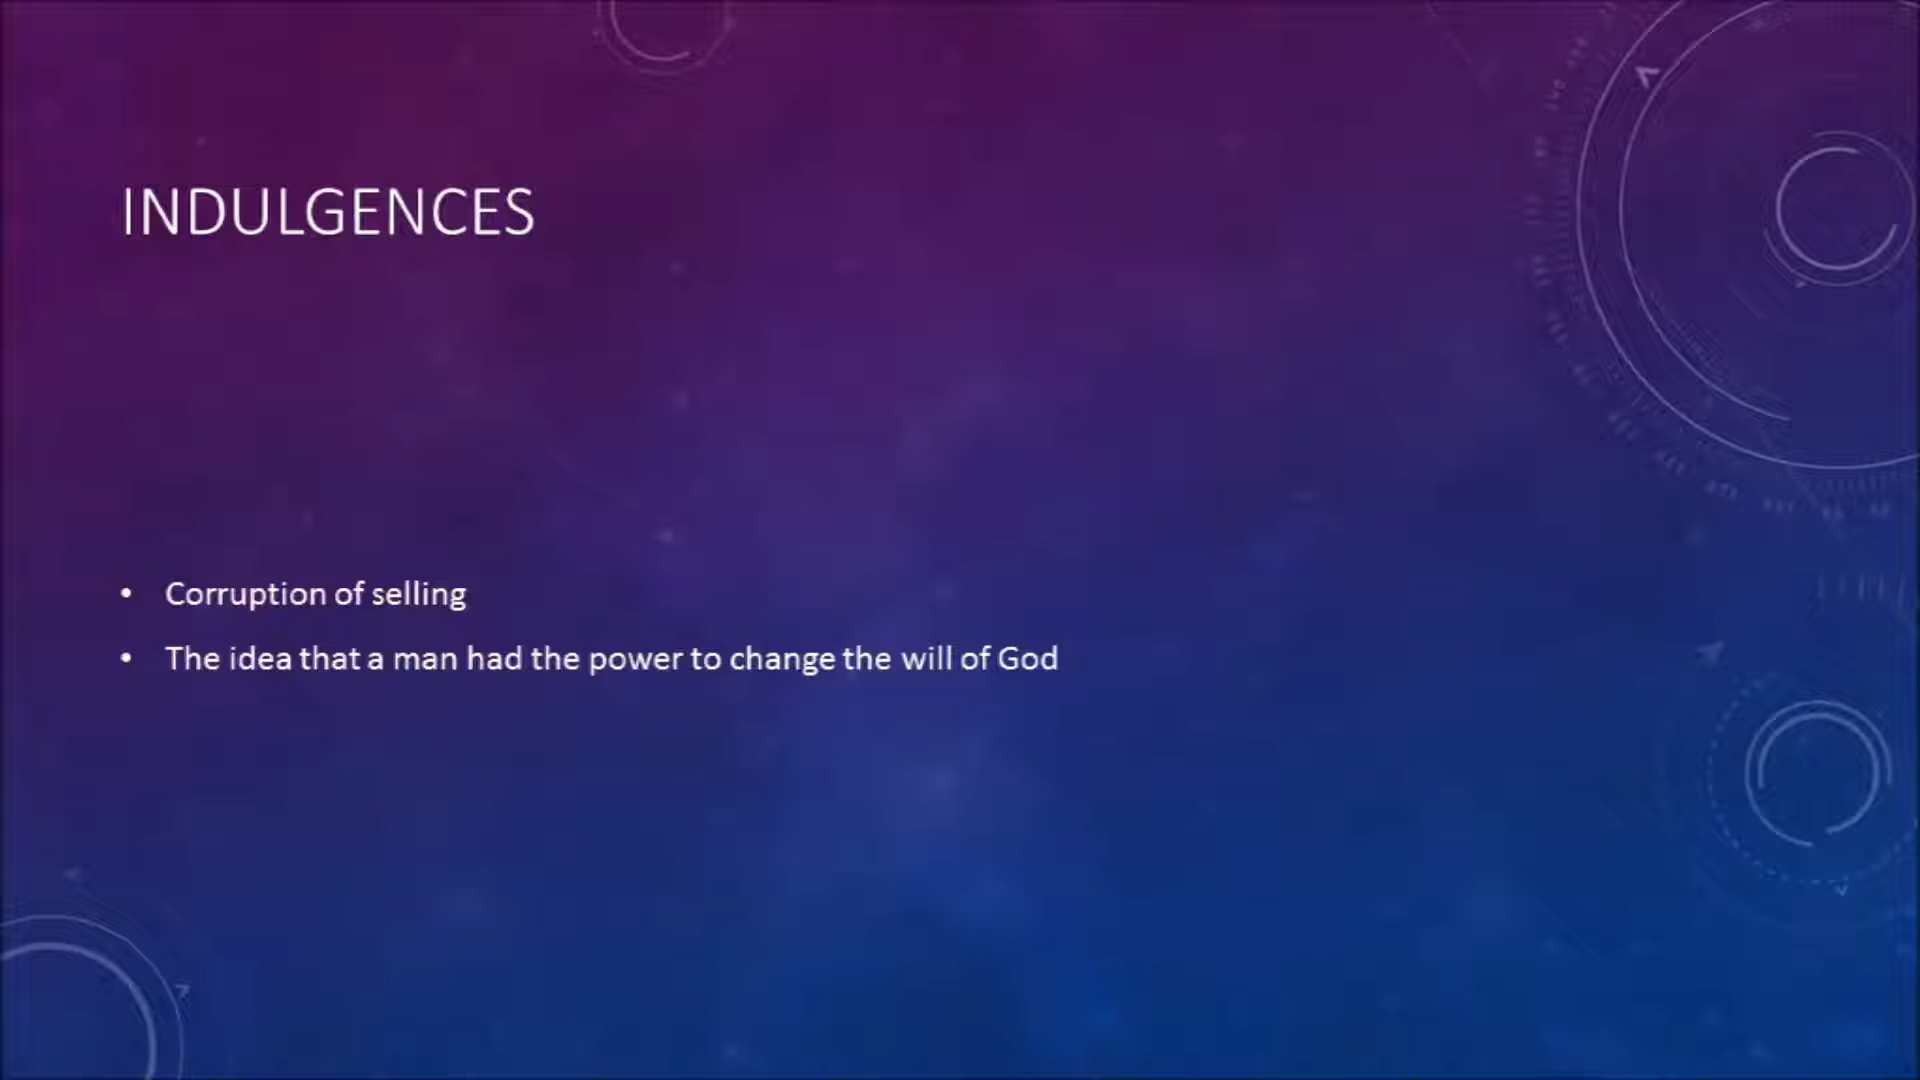 INDULGENCES
• Corruption of selling
• The idea that a man had the power to change the will of God